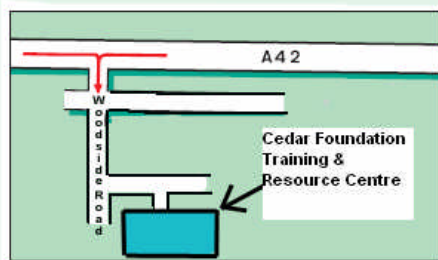 A42
Woodside Road
Cedar Foundation
Training &
Resource Centre